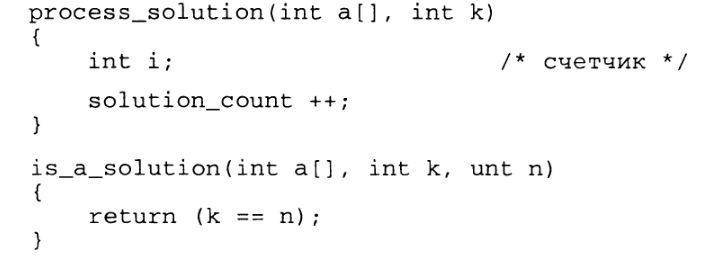 process_solution(int a[], int k)
{
    int i;                          /* счетчик */
    solution_count ++;
}
is_a_solution(int a[], int k, unt n)
{
    return (k == n);
}